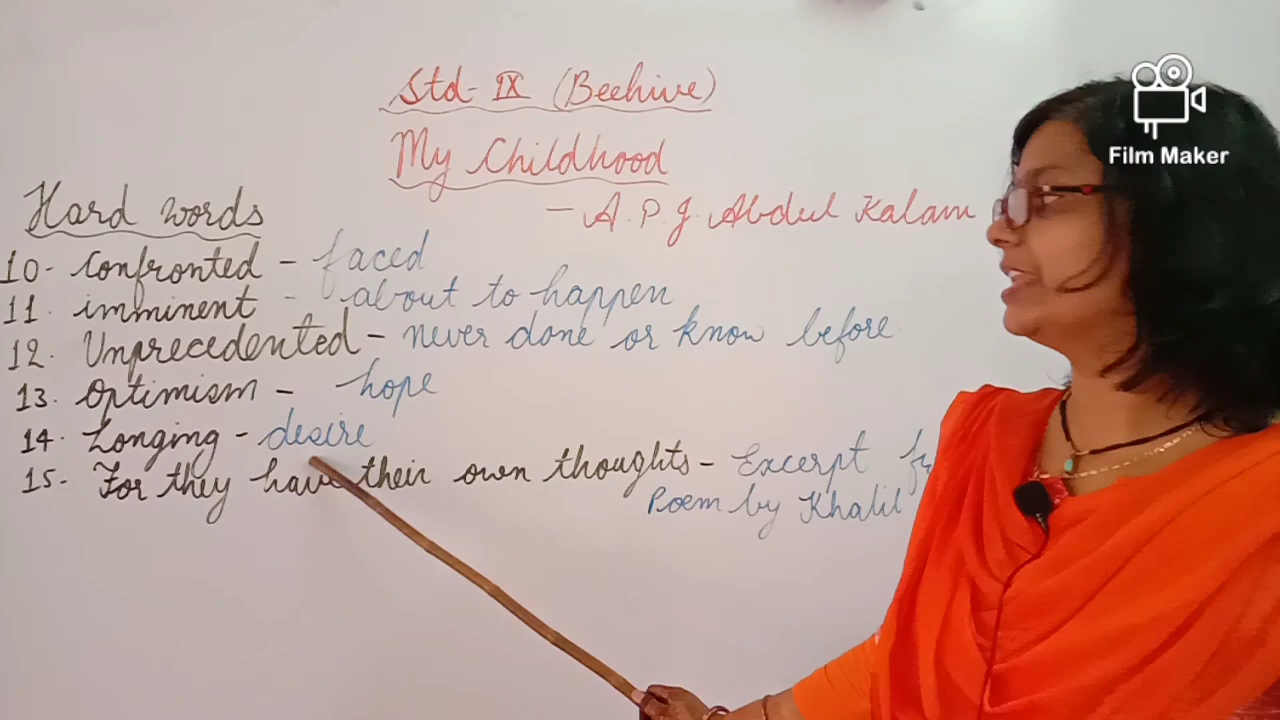 Std- IX (Beehive)
My Childhood
- A.P.J. Abdul Kalam
Hard words
10- Confronted - faced
11. imminent - about to happen
12. Unprecedented - never done or know before
13. Optimism - hope
14. Longing - desire
15. For they have their own thoughts - Excerpt
Poem by Khalil
Film Maker